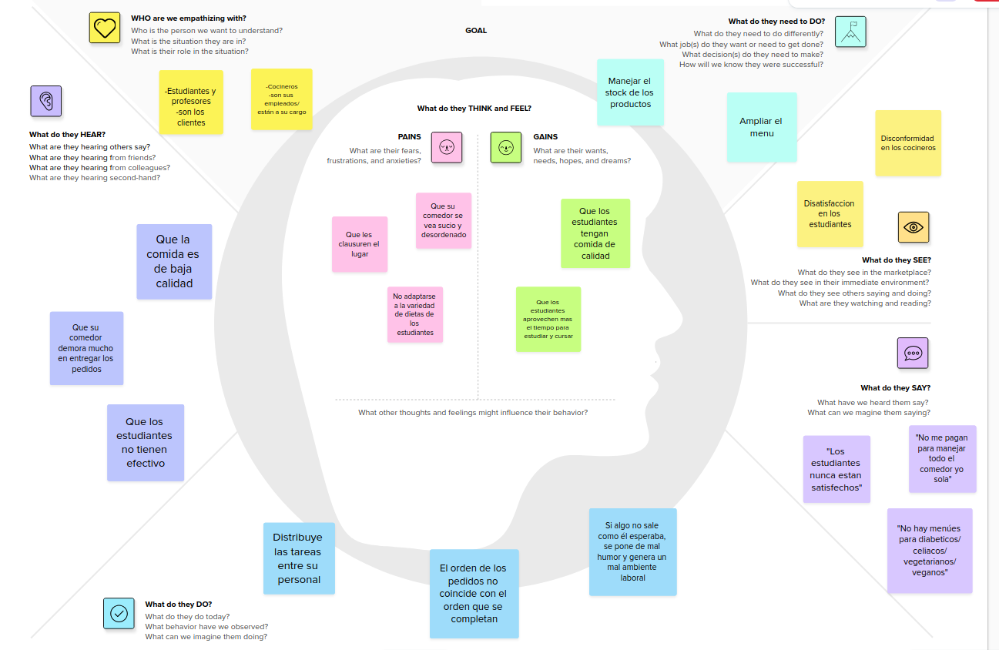 WHO are we empathizing with?
Who is the person we want to understand?
What is the situation they are in?
What is their role in the situation?
-Estudiantes y
profesores
-son los
clientes
-Cocineros
-son sus
empleados/
están a su cargo
GOAL
What do they need to DO?
What do they need to do differently?
What job(s) do they want or need to get done?
What decision(s) do they need to make?
How will we know they were successful?
Manejar el
stock de los
productos
Ampliar el
menu
What do they HEAR?
What are they hearing others say?
What are they hearing from friends?
What are they hearing from colleagues?
What are they hearing second-hand?
Que la
comida es
de baja
calidad
Que su
comedor
demora mucho
en entregar los
pedidos
Que los
estudiantes
no tienen
efectivo
What do they THINK and FEEL?
PAINS
What are their fears,
frustrations, and anxieties?
Que su
comedor se
vea sucio y
desordenado
Que les
clausuren el
lugar
No adaptarse
a la variedad
de dietas de
los
estudiantes
GAINS
What are their wants,
needs, hopes, and dreams?
Que los
estudiantes
tengan
comida de
calidad
Que los
estudiantes
aprovechen mas
el tiempo para
estudiar y cursar
What other thoughts and feelings might influence their behavior?
Disconformidad
en los cocineros
Disatisfaccion
en los
estudiantes
What do they SEE?
What do they see in the marketplace?
What do they see in their immediate environment?
What do they see others saying and doing?
What are they watching and reading?
What do they SAY?
What have we heard them say?
What can we magine them saying?
"Los
estudiantes
nunca estan
satisfechos"
"No me pagan
para manejar
todo el
comedor yo
sola"
"No hay menúes
para diabeticos/
celiacos/
vegetarianos/
veganos"
Distribuye
las tareas
entre su
personal
El orden de los
pedidos no
coincide con el
orden que se
completan
Si algo no sale
como él esperaba,
se pone de mal
humor y genera un
mal ambiente
laboral
What do they DO?
What do they do today?
What behavior have we observed?
What can we imagine them doing?